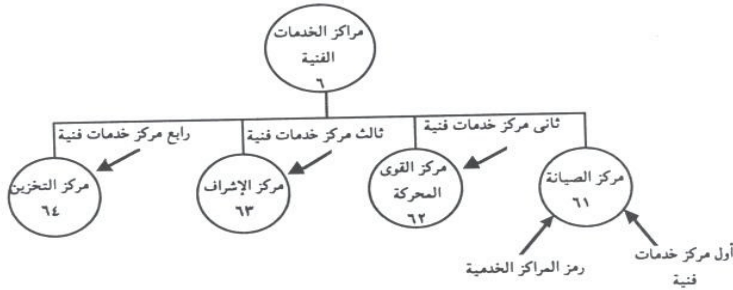 مراكز الخدمات
الفنية
٦
ثانى مركز خدمات فنية
ثالث مركز خدمات فنية
رابع مركز خدمات فنية
مركز الصيانة
٦١
مركز القوى
المحركة
٦٢
مركز الإشراف
٦٣
مركز التخزين
٦٤
أول مركز خدمات
فنية
رمز المراكز الخدمية